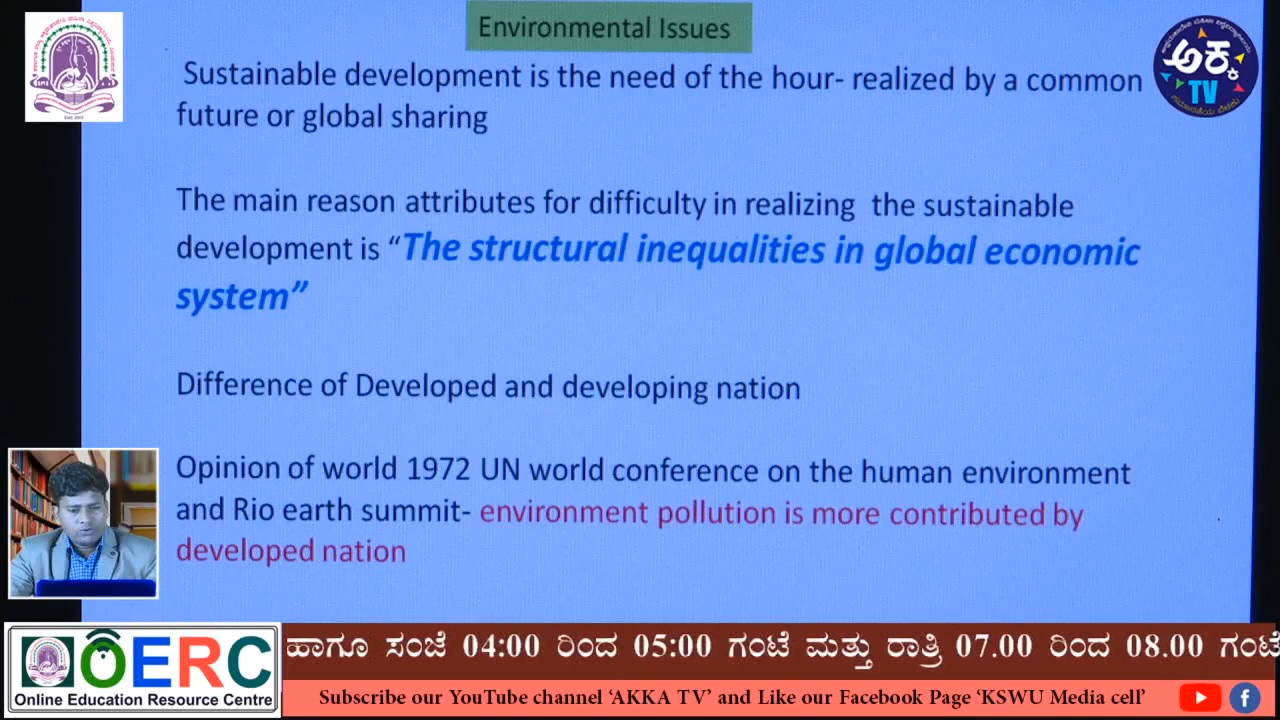 Environmental Issues
Sustainable development is the need of the hour- realized by a common
future or global sharing
The main reason attributes for difficulty in realizing the sustainable
development is “The structural inequalities in global economic
system”
Difference of Developed and developing nation
Opinion of world 1972 UN world conference on the human environment
and Rio earth summit- environment pollution is more contributed by
developed nation
ಅಕ್ಕ
TV
OERC
Online Education Resource Centre
ಹಾಗೂ ಸಂಜೆ 04:00 ರಿಂದ 05:00 ಗಂಟೆ ಮತ್ತು ರಾತ್ರಿ 07.00 ರಿಂದ 08.00 ಗಂಟೆ
Subscribe our YouTube channel ‘AKKA TV’ and Like our Facebook Page ‘KSWU Media cell’